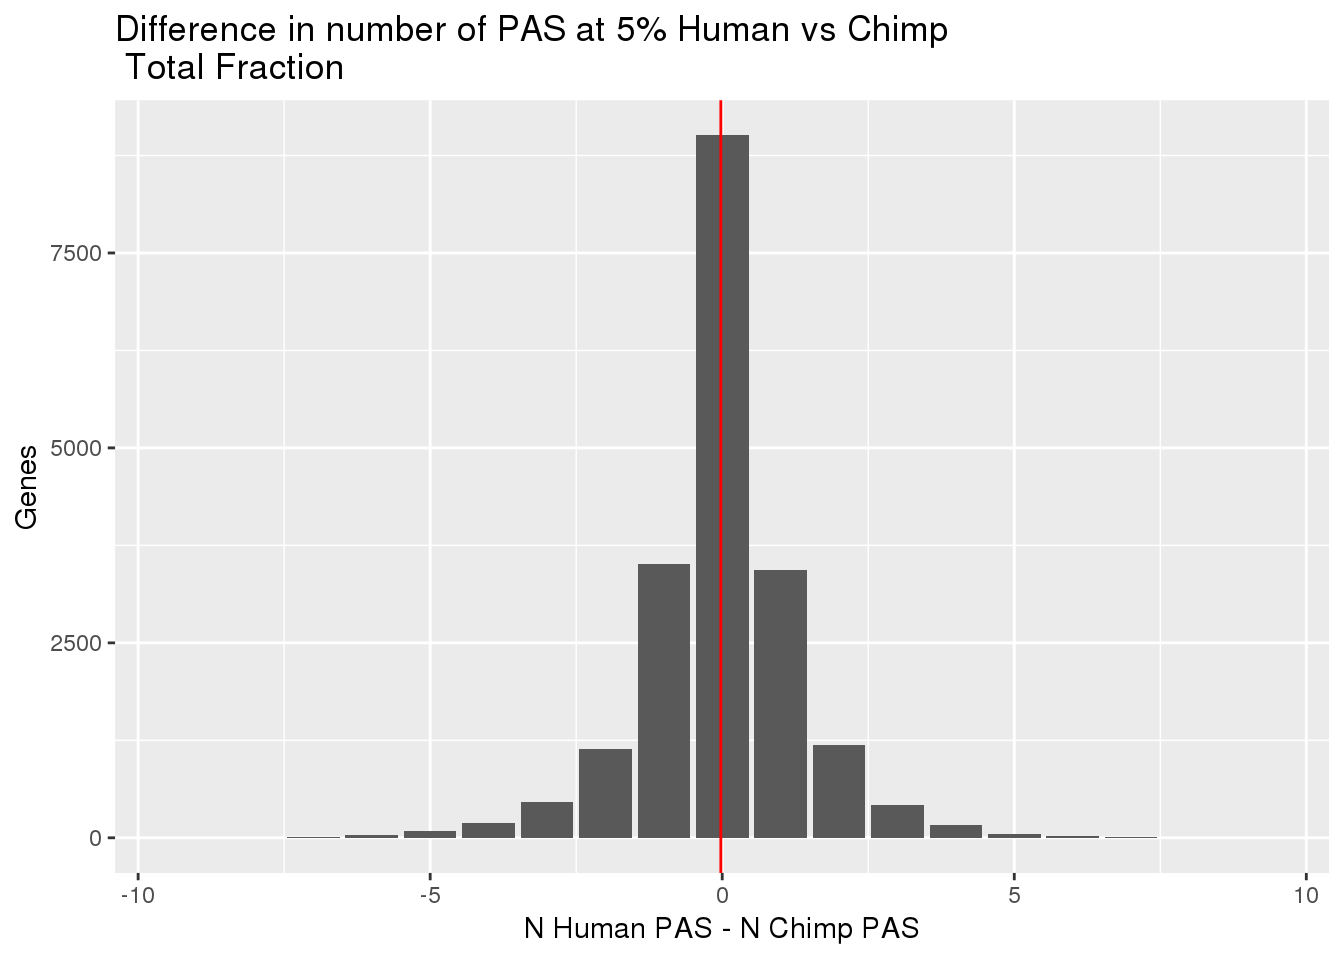 Difference in number of PAS at 5% Human vs Chimp
Total Fraction
7500
5000
2500
0
Genes
-10 -5 0 5 10
N Human PAS - N Chimp PAS